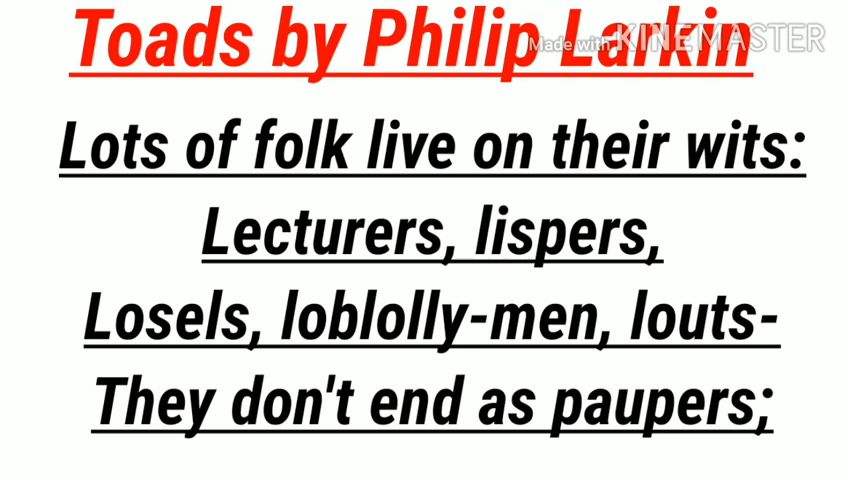 Toads by Philip Larkin
Made with KINEMASTER
Lots of folk live on their wits:
Lecturers, lispers,
Losels, loblolly-men, louts-
They don't end as paupers;